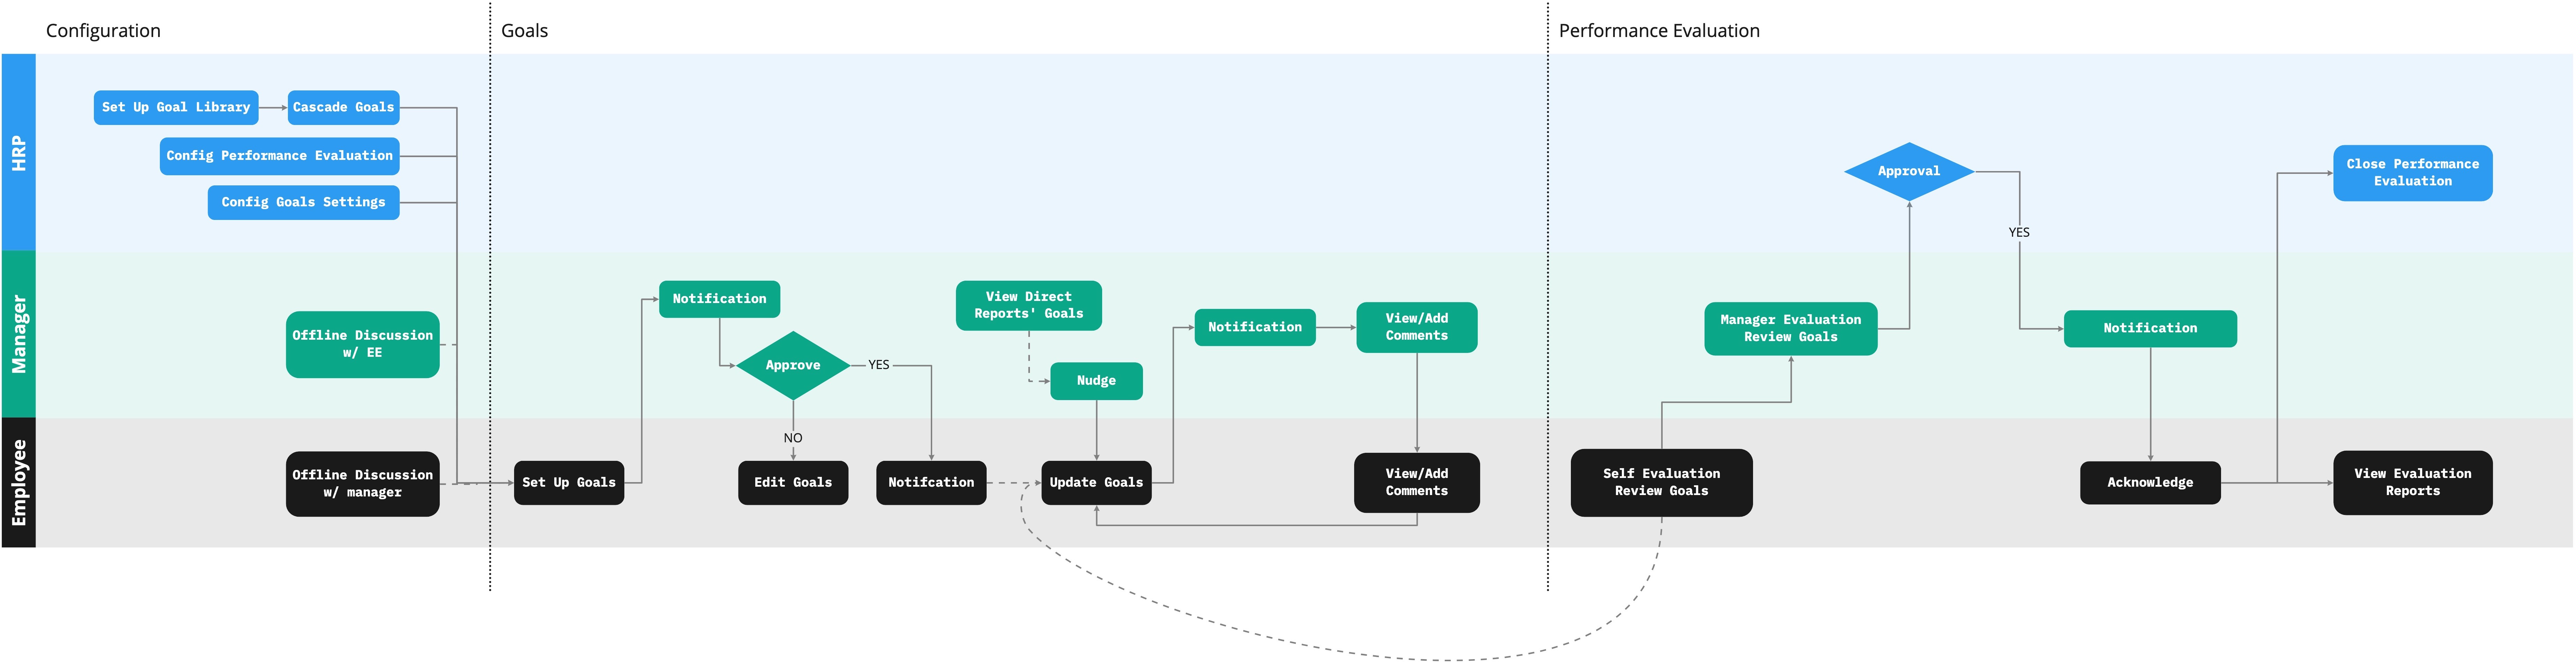 Configuration
Goals
Performance Evaluation
HRP
Set Up Goal Library
Cascade Goals
Config Performance Evaluation
Config Goals Settings
Approval
YES
Close Performance
Evaluation
Manager
Offline Discussion
w/ EE
Notification
Approve
YES
NO
View Direct
Reports' Goals
Nudge
Notification
View/Add
Comments
Manager Evaluation
Review Goals
Notification
Employee
Offline Discussion
w/ manager
Set Up Goals
Edit Goals
Notifcation
Update Goals
View/Add
Comments
Self Evaluation
Review Goals
Acknowledge
View Evaluation
Reports